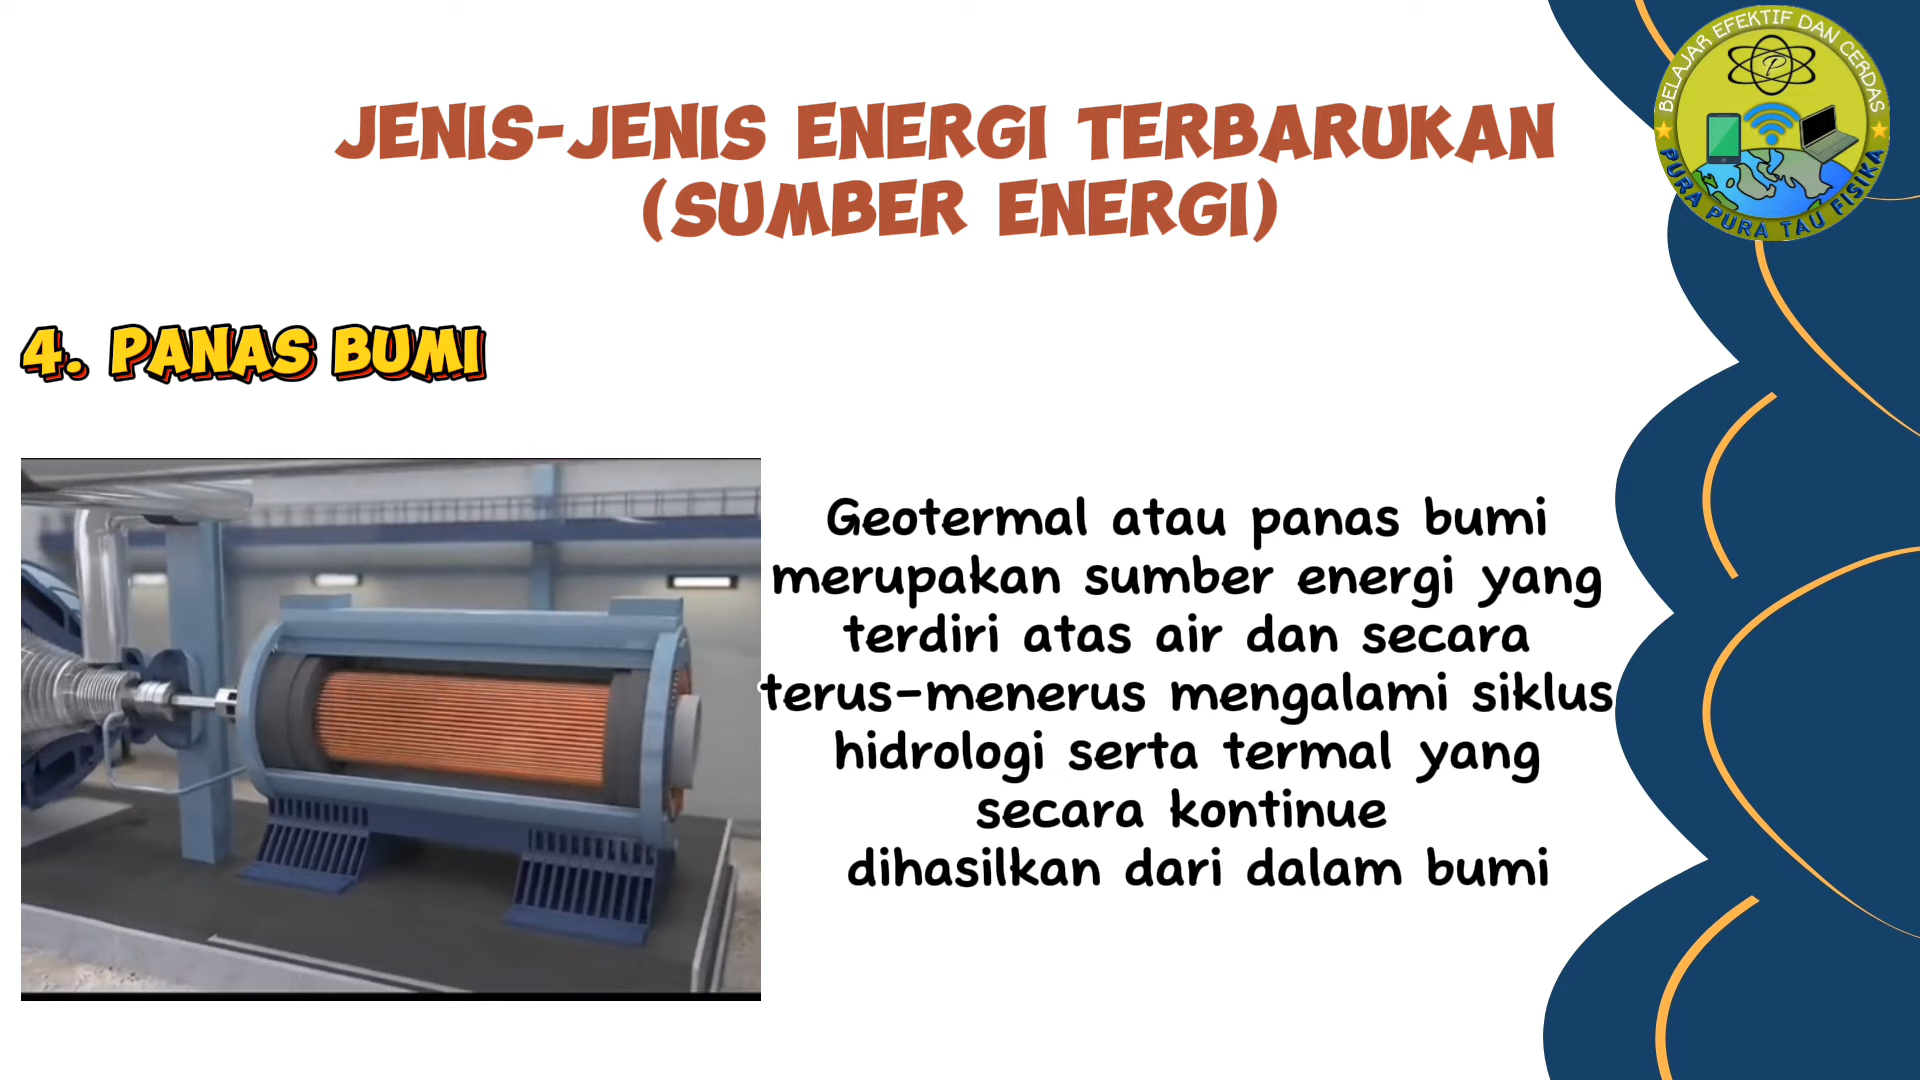 JENIS-JENIS ENERGI TERBARUKAN
(SUMBER ENERGI)
BELAJAR EFEKTIF DAN CERDAS
P
PURA PURA TAU FISIKA
4. PANAS BUMI
Geotermal atau panas bumi
merupakan sumber energi yang
terdiri atas air dan secara
terus-menerus mengalami siklus
hidrologi serta termal yang
secara kontinue
dihasilkan dari dalam bumi